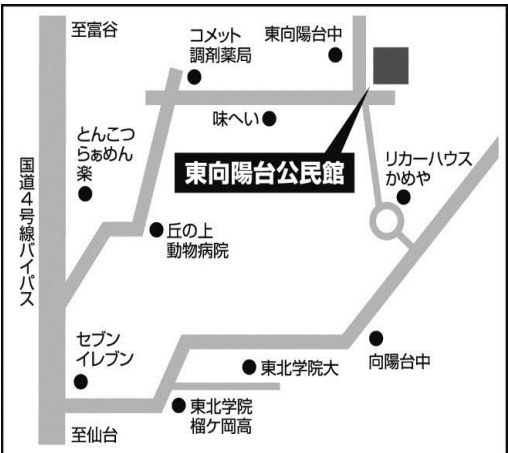 至富谷
コメット
調剤薬局
東向陽台中
味へい
とんこつ
らぁめん
楽
東向陽台公民館
リカーハウス
かめや
国道4号線バイパス
丘の上
動物病院
セブン
イレブン
東北学院大
向陽台中
東北学院
榴ケ岡高
至仙台